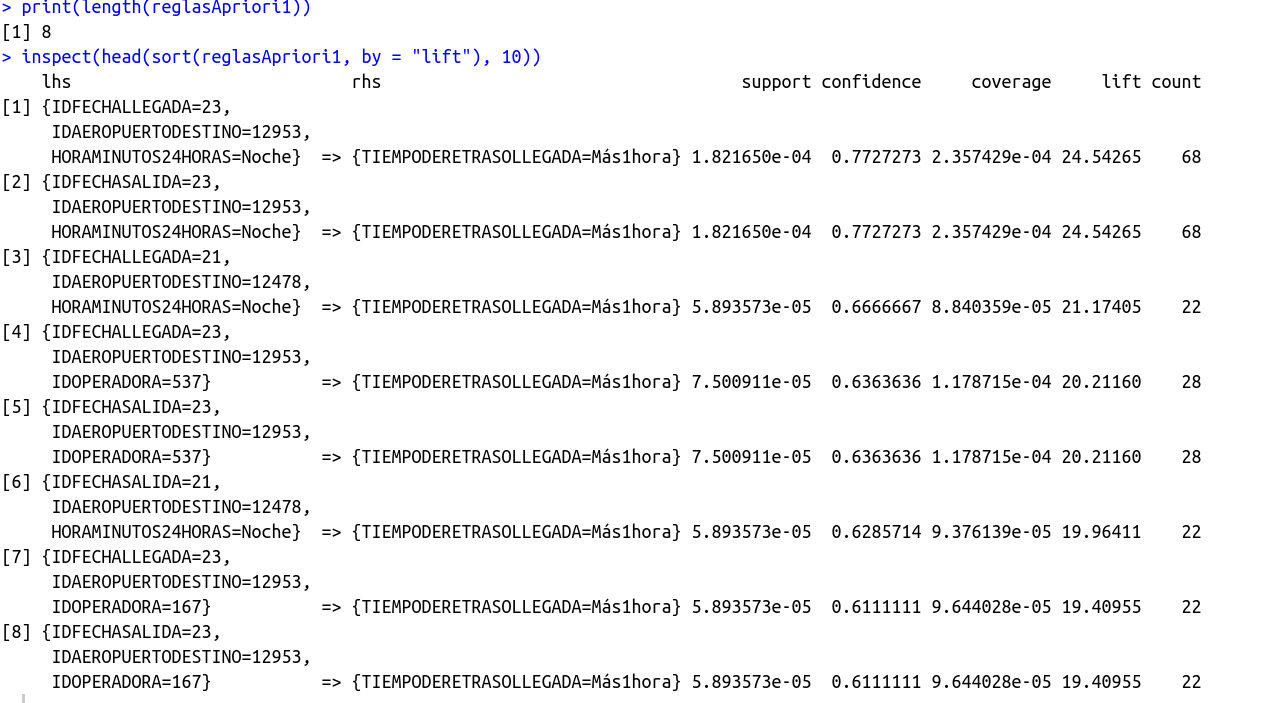 > print(length(reglasApriori1))
[1] 8
> inspect(head(sort(reglasApriori1, by = "lift"), 10))
lhs rhs support confidence coverage lift count
[1] {IDFECHALLEGADA=23,
IDAEROPUERTODESTINO=12953,
HORAMINUTOS24HORAS=Noche} => {TIEMPODERETRASOLLEGADA=Más1hora} 1.821650e-04 0.7727273 2.357429e-04 24.54265 68
[2] {IDFECHASALIDA=23,
IDAEROPUERTODESTINO=12953,
HORAMINUTOS24HORAS=Noche} => {TIEMPODERETRASOLLEGADA=Más1hora} 1.821650e-04 0.7727273 2.357429e-04 24.54265 68
[3] {IDFECHALLEGADA=21,
IDAEROPUERTODESTINO=12478,
HORAMINUTOS24HORAS=Noche} => {TIEMPODERETRASOLLEGADA=Más1hora} 5.893573e-05 0.6666667 8.840359e-05 21.17405 22
[4] {IDFECHALLEGADA=23,
IDAEROPUERTODESTINO=12953,
IDOPERADORA=537} => {TIEMPODERETRASOLLEGADA=Más1hora} 7.500911e-05 0.6363636 1.178715e-04 20.21160 28
[5] {IDFECHASALIDA=23,
IDAEROPUERTODESTINO=12953,
IDOPERADORA=537} => {TIEMPODERETRASOLLEGADA=Más1hora} 7.500911e-05 0.6363636 1.178715e-04 20.21160 28
[6] {IDFECHASALIDA=21,
IDAEROPUERTODESTINO=12478,
HORAMINUTOS24HORAS=Noche} => {TIEMPODERETRASOLLEGADA=Más1hora} 5.893573e-05 0.6285714 9.376139e-05 19.96411 22
[7] {IDFECHALLEGADA=23,
IDAEROPUERTODESTINO=12953,
IDOPERADORA=167} => {TIEMPODERETRASOLLEGADA=Más1hora} 5.893573e-05 0.6111111 9.644028e-05 19.40955 22
[8] {IDFECHASALIDA=23,
IDAEROPUERTODESTINO=12953,
IDOPERADORA=167} => {TIEMPODERETRASOLLEGADA=Más1hora} 5.893573e-05 0.6111111 9.644028e-05 19.40955 22